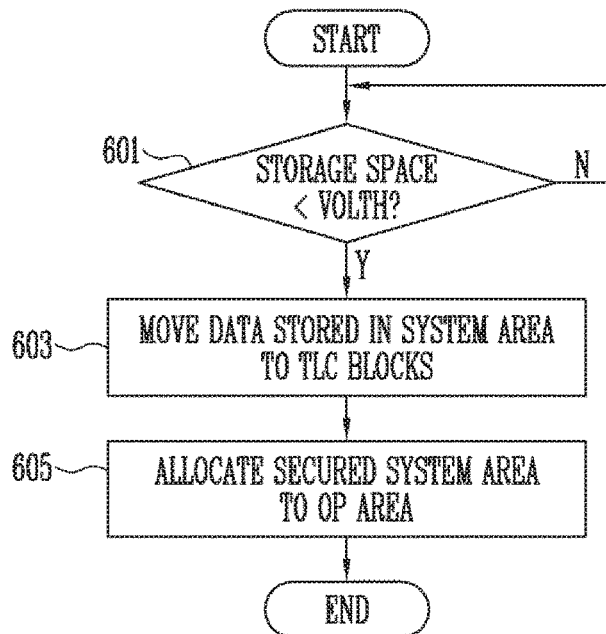 START
601
STORAGE SPACE
< VOLTH?
N
Y
603
MOVE DATA STORED IN SYSTEM AREA
TO TLC BLOCKS
605
ALLOCATE SECURED SYSTEM AREA
TO OP AREA
END